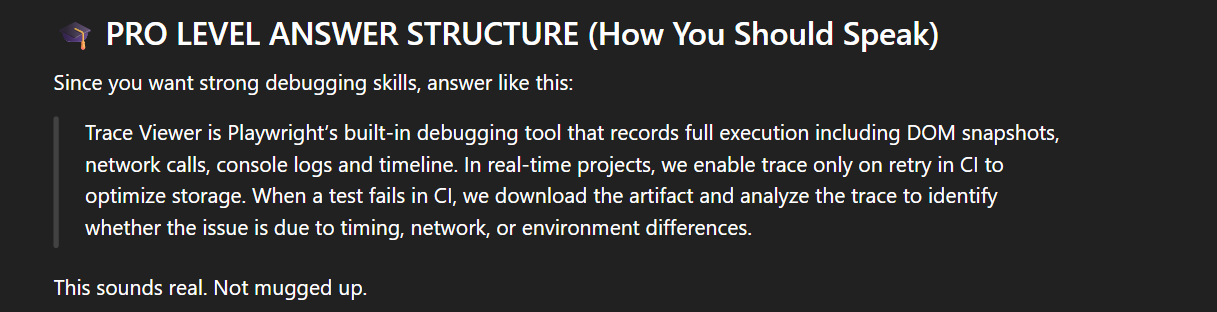 🎓 PRO LEVEL ANSWER STRUCTURE (How You Should Speak)
Since you want strong debugging skills, answer like this:
Trace Viewer is Playwright’s built-in debugging tool that records full execution including DOM snapshots,
network calls, console logs and timeline. In real-time projects, we enable trace only on retry in CI to
optimize storage. When a test fails in CI, we download the artifact and analyze the trace to identify
whether the issue is due to timing, network, or environment differences.
This sounds real. Not mugged up.